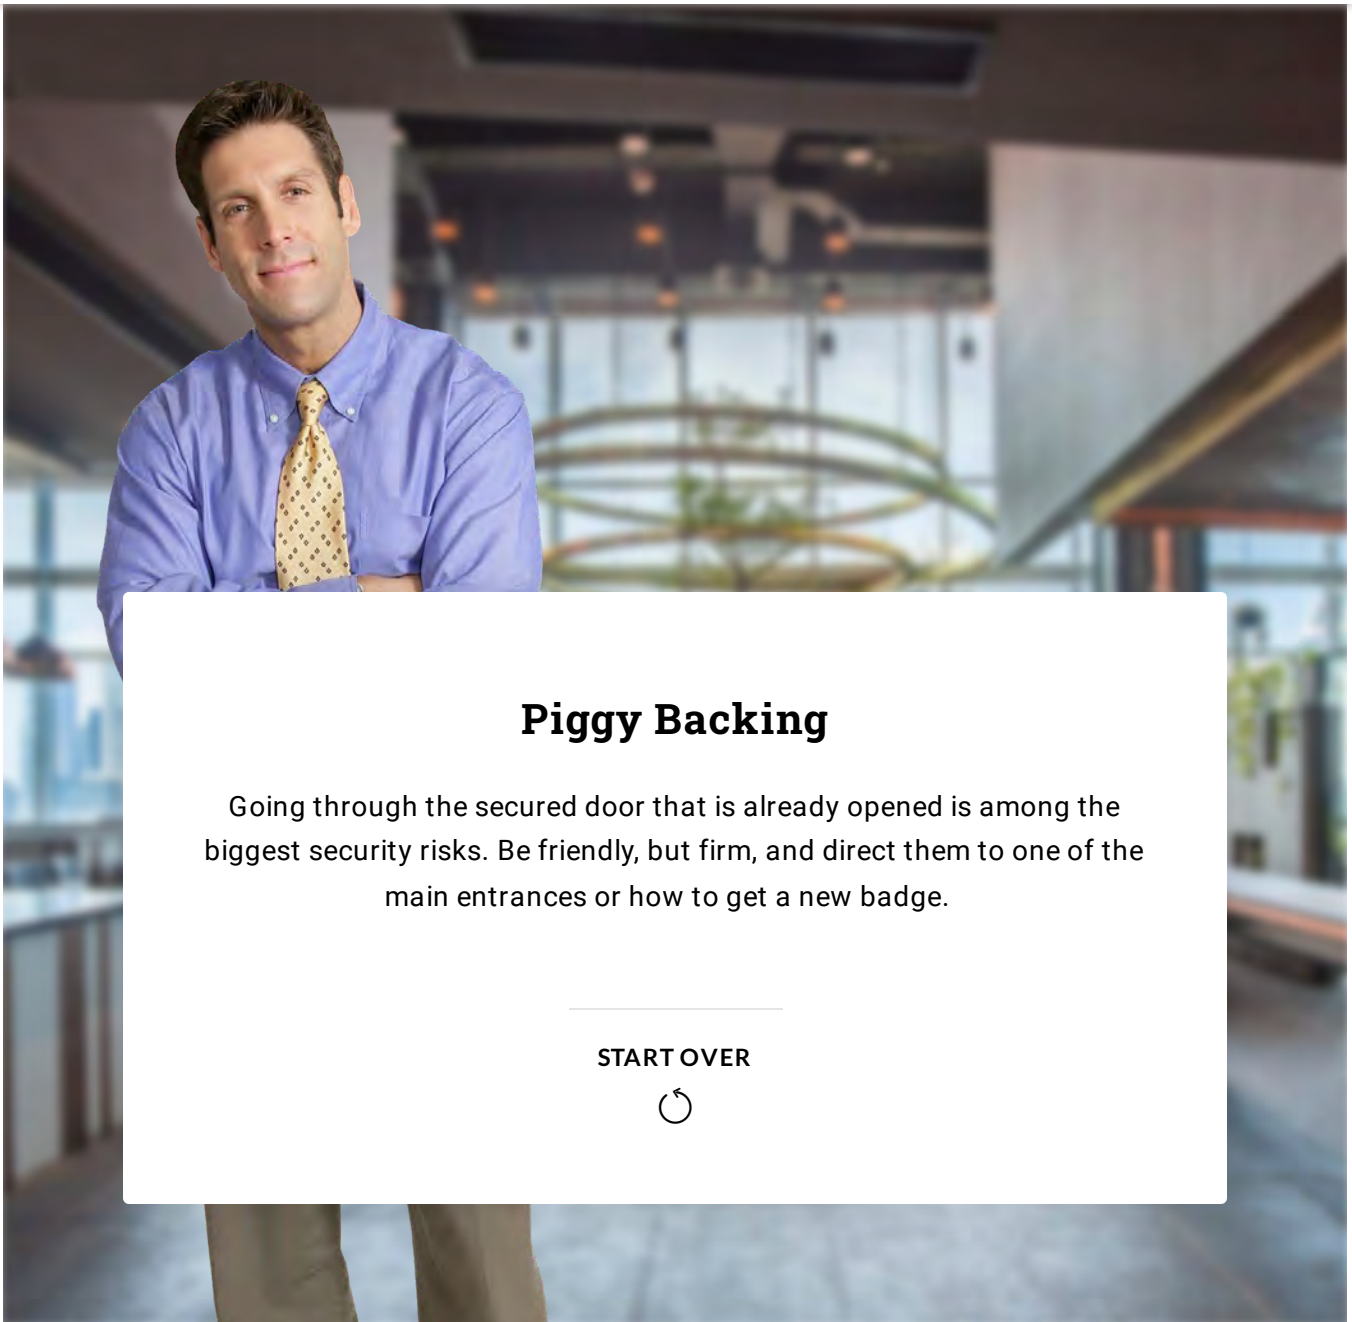 Piggy Backing
Going through the secured door that is already opened is among the
biggest security risks. Be friendly, but firm, and direct them to one of the
main entrances or how to get a new badge.
START OVER